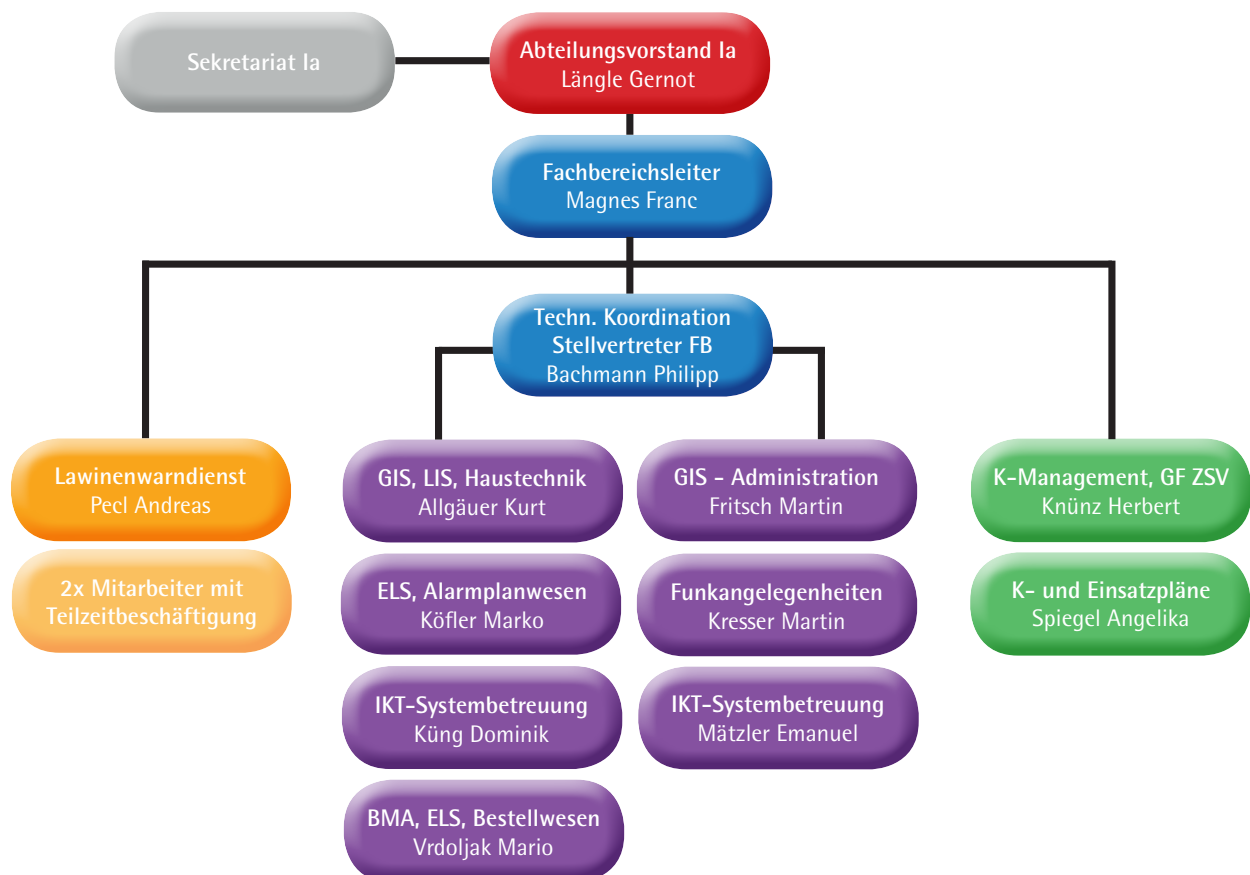 Sekretariat Ia
Abteilungsvorstand Ia
Längle Gernot
Fachbereichsleiter
Magnes Franc
Techn. Koordination
Stellvertreter FB
Bachmann Philipp
Lawinenwarndienst
Pecl Andreas
2x Mitarbeiter mit
Teilzeitbeschäftigung
GIS, LIS, Haustechnik
Allgäuer Kurt
ELS, Alarmplanwesen
Köfler Marko
IKT-Systembetreuung
Küng Dominik
BMA, ELS, Bestellwesen
Vrdoljak Mario
GIS - Administration
Fritsch Martin
Funkangelegenheiten
Kresser Martin
IKT-Systembetreuung
Mätzler Emanuel
K-Management, GF ZSV
Knünz Herbert
K- und Einsatzpläne
Spiegel Angelika